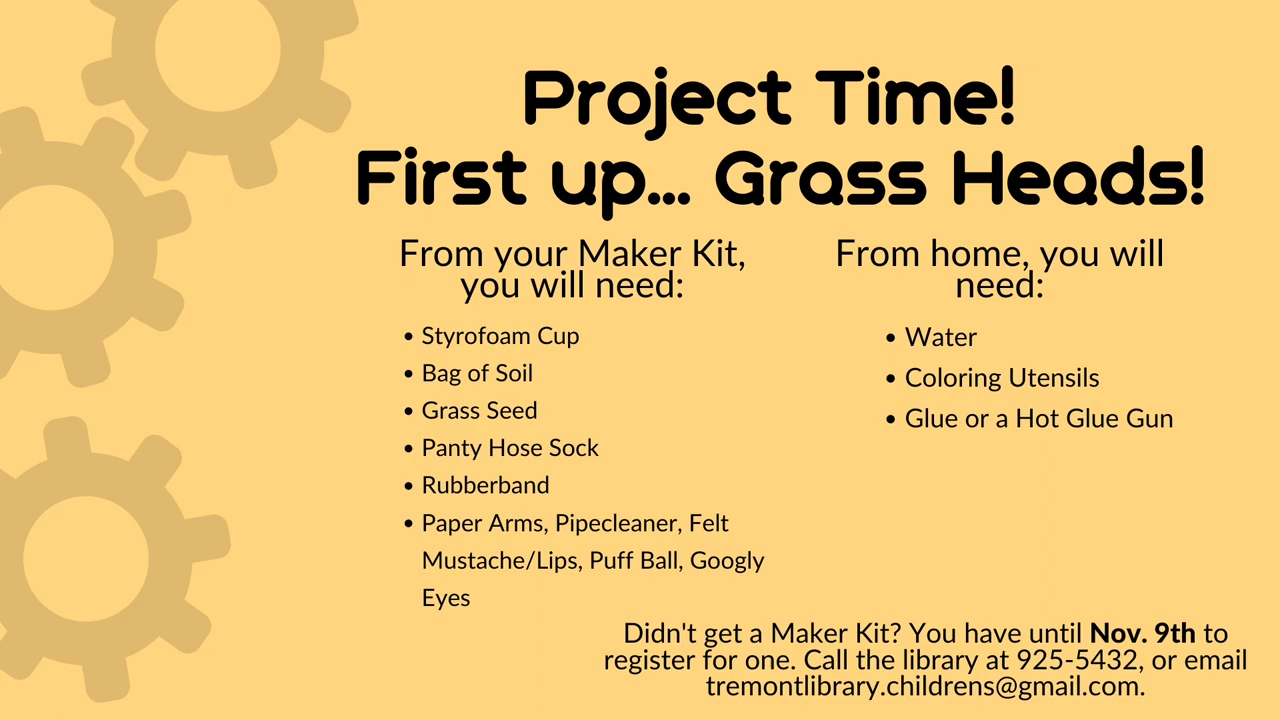 Project Time!
First up... Grass Heads!
From your Maker Kit,
you will need:
• Styrofoam Cup
• Bag of Soil
• Grass Seed
• Panty Hose Sock
• Rubberband
• Paper Arms, Pipecleaner, Felt
Mustache/Lips, Puff Ball, Googly
Eyes
From home, you will
need:
• Water
• Coloring Utensils
• Glue or a Hot Glue Gun
Didn't get a Maker Kit? You have until Nov. 9th to
register for one. Call the library at 925-5432, or email
tremontlibrary.childrens@gmail.com.